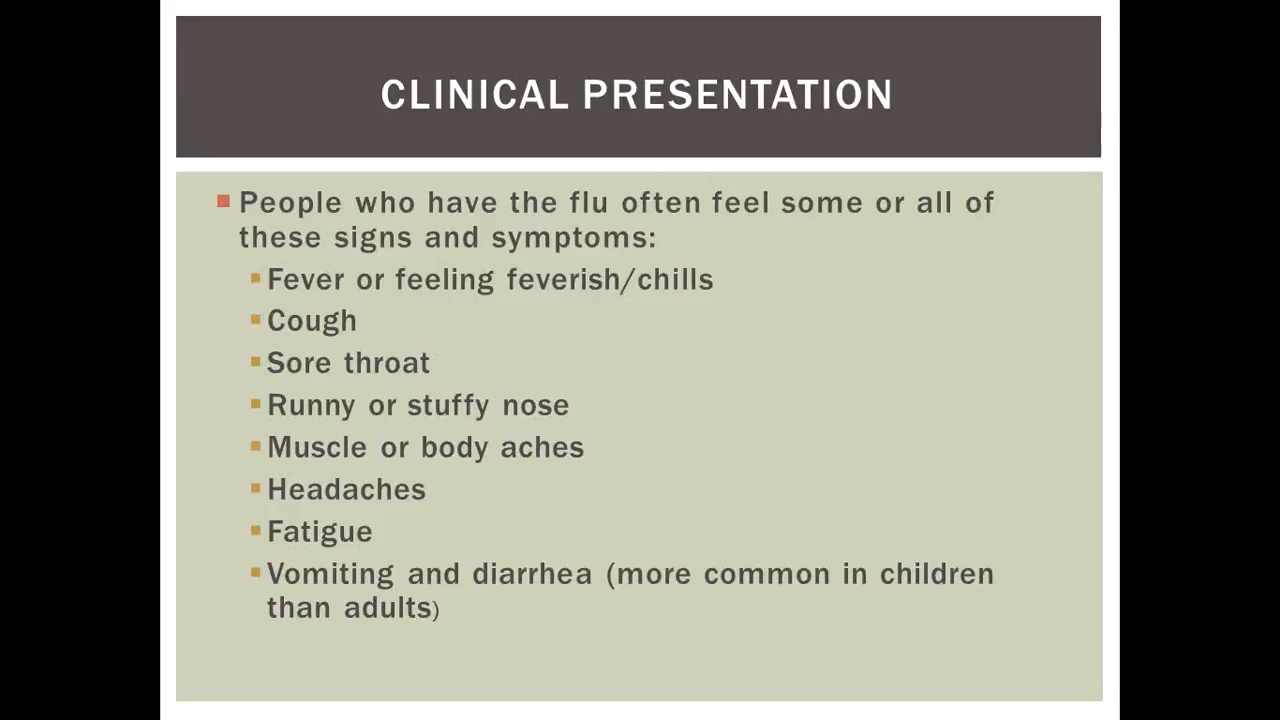 CLINICAL PRESENTATION
People who have the flu often feel some or all of
these signs and symptoms:
Fever or feeling feverish/chills
Cough
Sore throat
Runny or stuffy nose
Muscle or body aches
Headaches
Fatigue
Vomiting and diarrhea (more common in children
than adults)